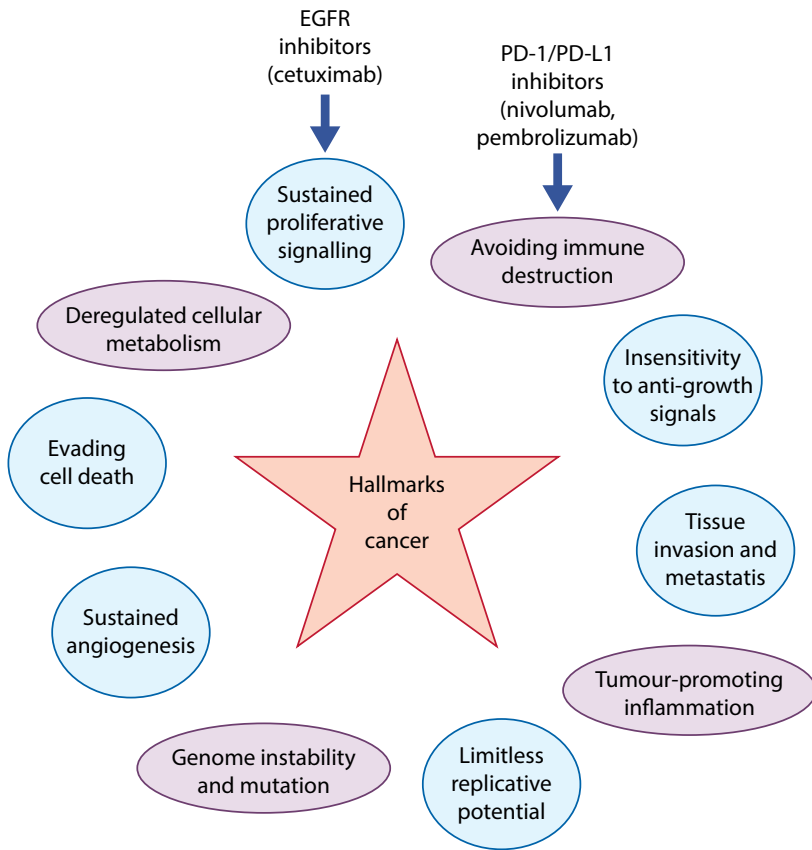 EGFR
inhibitors
(cetuximab)
PD-1/PD-L1
inhibitors
(nivolumab,
pembrolizumab)
Sustained
proliferative
signalling
Avoiding immune
destruction
Deregulated cellular
metabolism
Insensitivity
to anti-growth
signals
Evading
cell death
Hallmarks
of
cancer
Tissue
invasion and
metastatis
Sustained
angiogenesis
Tumour-promoting
inflammation
Genome instability
and mutation
Limitless
replicative
potential